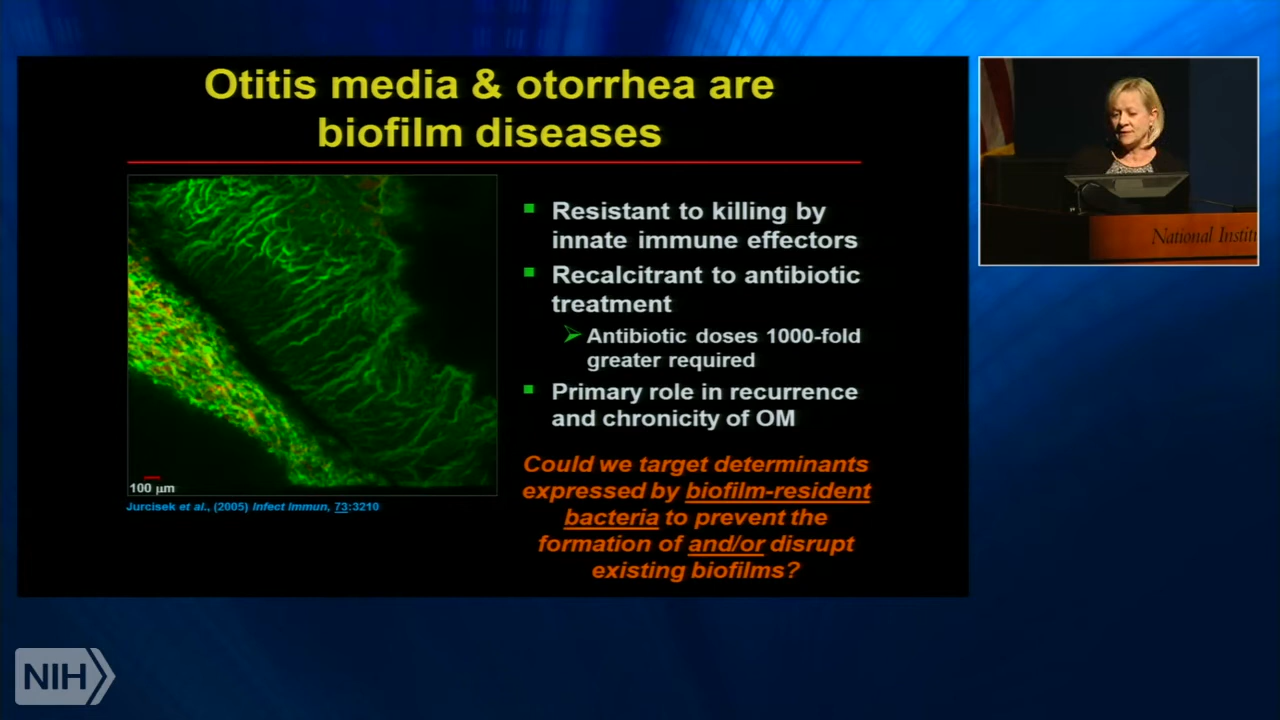 Otitis media & otorrhea are
biofilm diseases
Resistant to killing by
innate immune effectors
Recalcitrant to antibiotic
treatment
Antibiotic doses 1000-fold
greater required
Primary role in recurrence
and chronicity of OM
Could we target determinants
expressed by biofilm-resident
bacteria to prevent the
formation of and/or disrupt
existing biofilms?
100 μm
Jurcisek et al., (2005) Infect Immun, 73:3210
National Instit
NIH